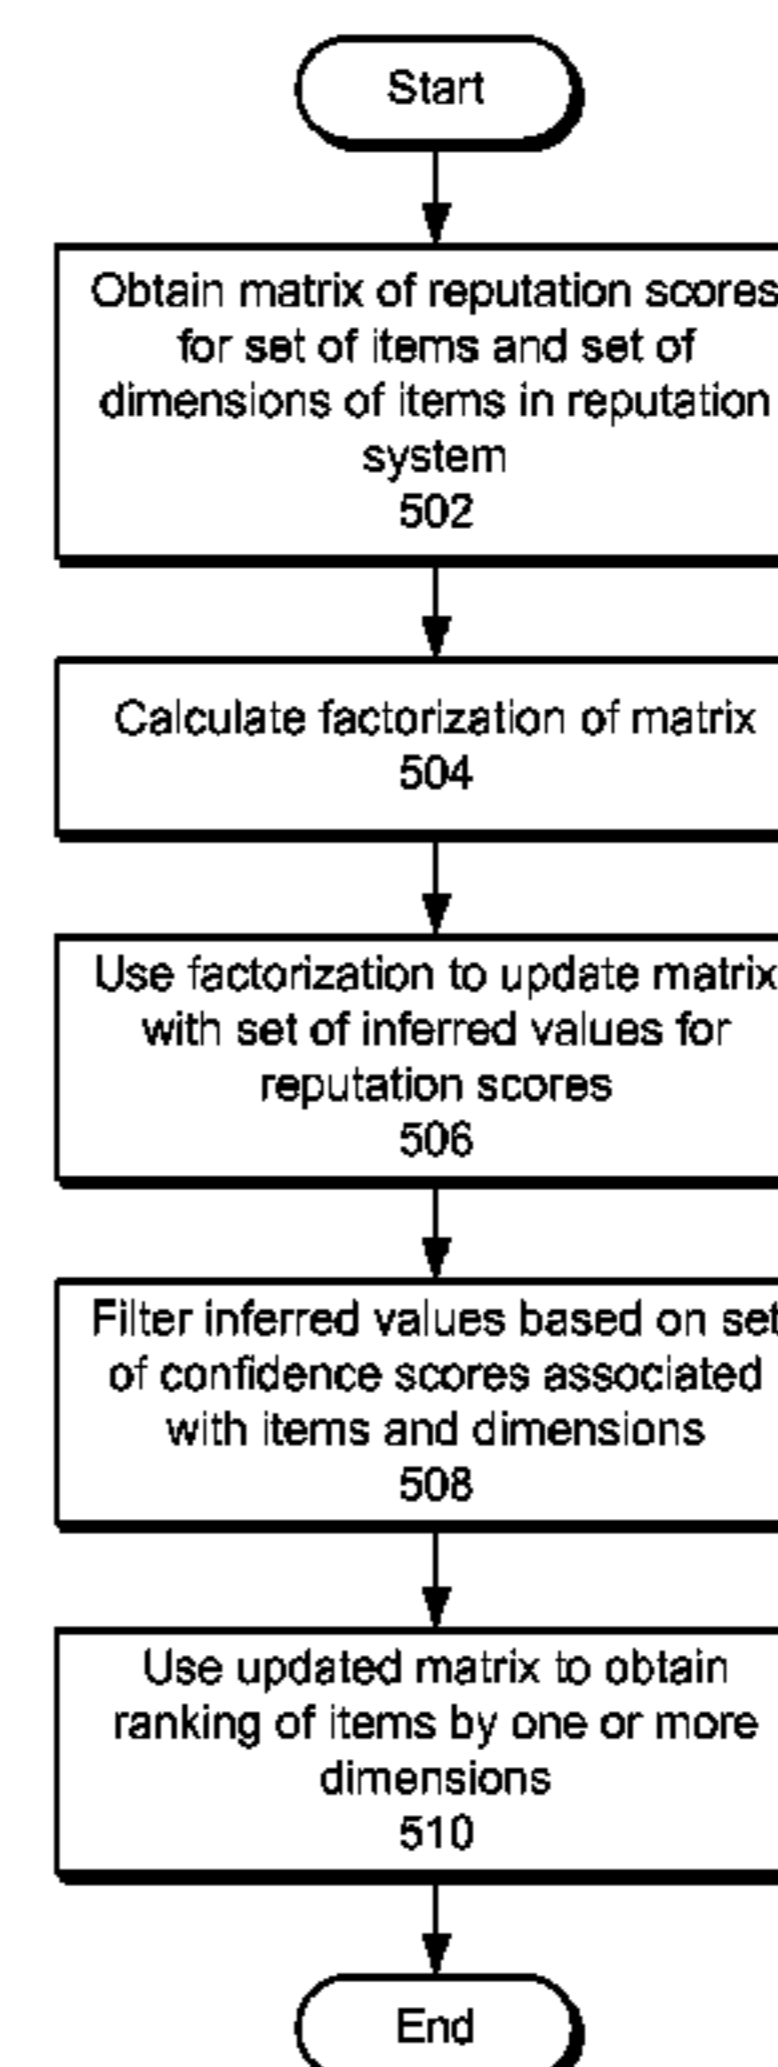 Start
Obtain matrix of reputation scores
for set of items and set of
dimensions of items in reputation
system
502
Calculate factorization of matrix
504
Use factorization to update matrix
with set of inferred values for
reputation scores
506
Filter inferred values based on set
of confidence scores associated
with items and dimensions
508
Use updated matrix to obtain
ranking of items by one or more
dimensions
510
End